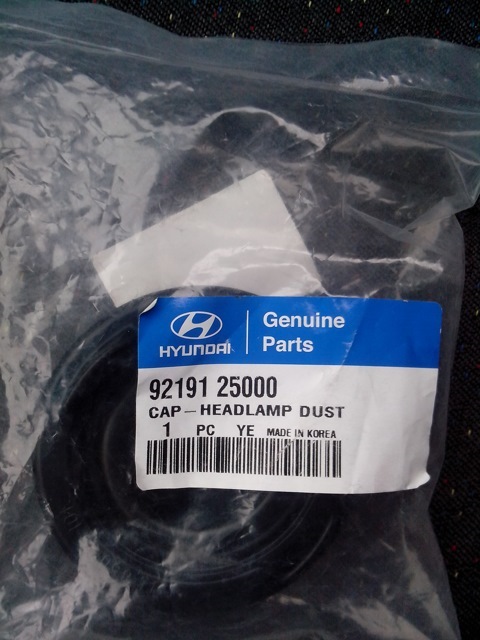 HYUNDAI
Genuine
Parts
92191 25000
CAP-HEADLAMP DUST
1 PC YE MADE IN KOREA